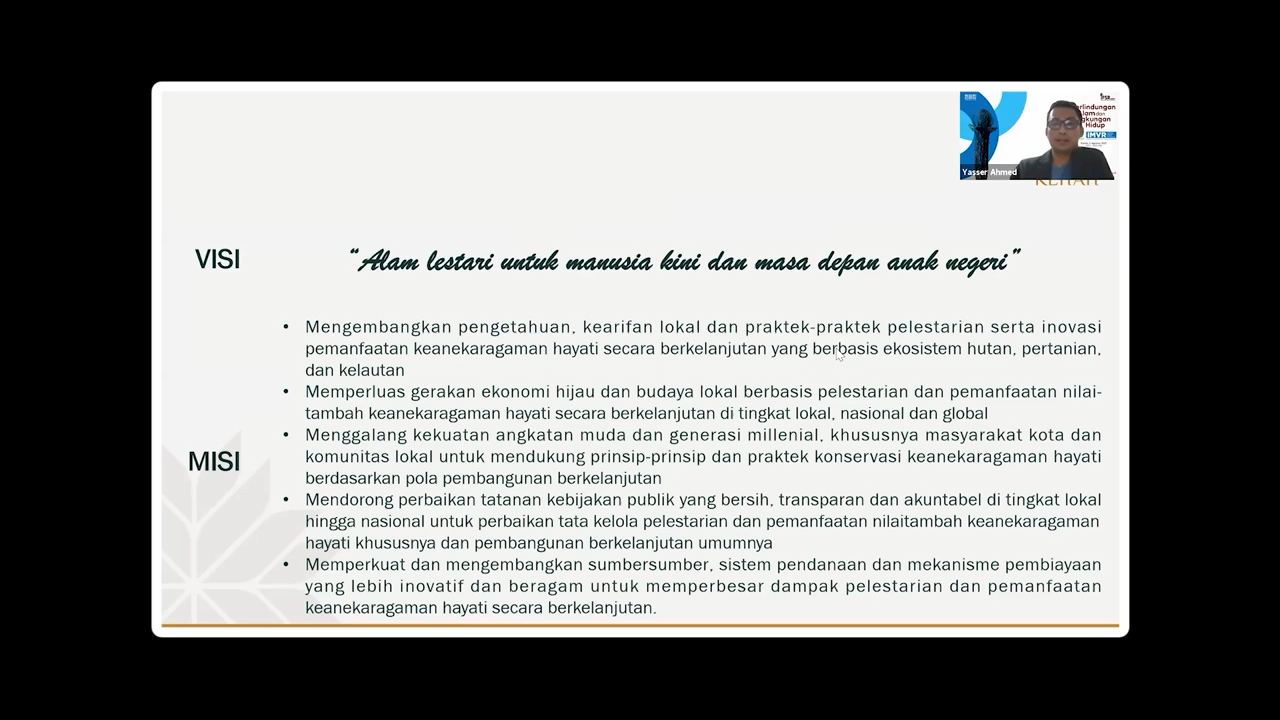 Perlindungan
Alam dan
Lingkungan
Hidup
IMVR
Yasser Ahmed
KEHATI
VISI
“Alam lestari untuk manusia kini dan masa depan anak negeri”
MISI
• Mengembangkan pengetahuan, kearifan lokal dan praktek-praktek pelestarian serta inovasi
pemanfaatan keanekaragaman hayati secara berkelanjutan yang berbasis ekosistem hutan, pertanian,
dan kelautan
• Memperluas gerakan ekonomi hijau dan budaya lokal berbasis pelestarian dan pemanfaatan nilai-
tambah keanekaragaman hayati secara berkelanjutan di tingkat lokal, nasional dan global
• Menggalang kekuatan angkatan muda dan generasi millenial, khususnya masyarakat kota dan
komunitas lokal untuk mendukung prinsip-prinsip dan praktek konservasi keanekaragaman hayati
berdasarkan pola pembangunan berkelanjutan
• Mendorong perbaikan tatanan kebijakan publik yang bersih, transparan dan akuntabel di tingkat lokal
hingga nasional untuk perbaikan tata kelola pelestarian dan pemanfaatan nilaitambah keanekaragaman
hayati khususnya dan pembangunan berkelanjutan umumnya
• Memperkuat dan mengembangkan sumbersumber, sistem pendanaan dan mekanisme pembiayaan
yang lebih inovatif dan beragam untuk memperbesar dampak pelestarian dan pemanfaatan
keanekaragaman hayati secara berkelanjutan.